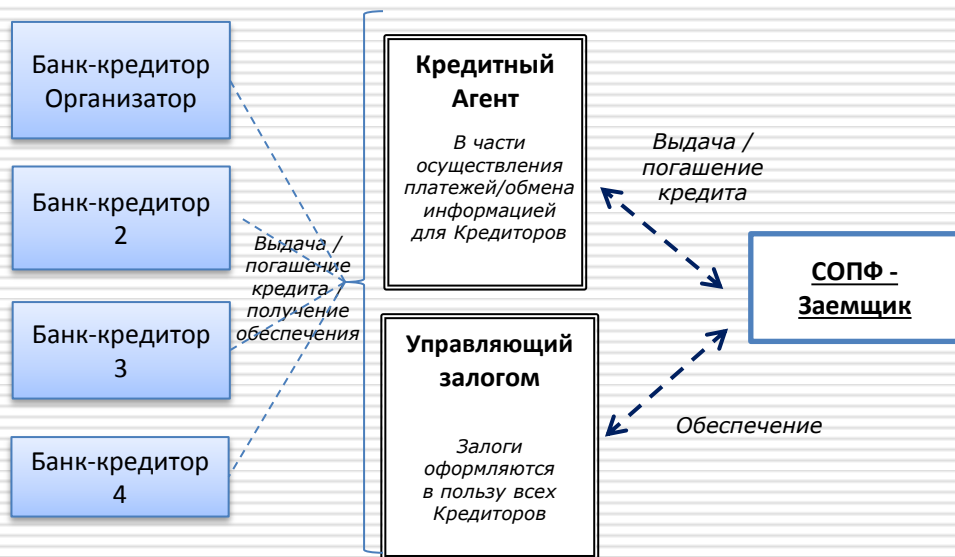 Банк-кредитор
Организатор
Банк-кредитор
2
Банк-кредитор
3
Банк-кредитор
4
Выдача /
погашение
кредита /
получение
обеспечения
Кредитный
Агент
В части
осуществления
платежей/обмена
информацией
для Кредиторов
Управляющий
залогом
Залоги
оформляются
в пользу всех
Кредиторов
Выдача /
погашение
кредита
СОПФ -
Заемщик
Обеспечение